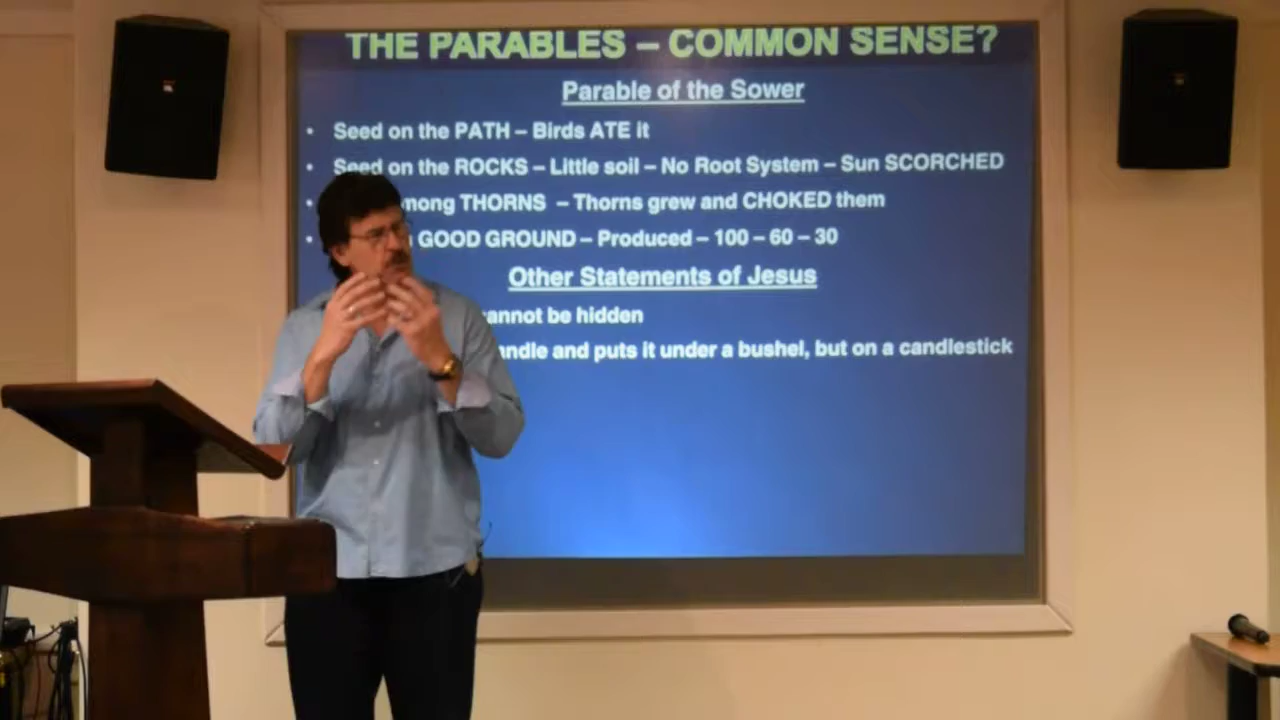 THE PARABLES – COMMON SENSE?
Parable of the Sower
• Seed on the PATH – Birds ATE it
• Seed on the ROCKS – Little soil – No Root System – Sun SCORCHED
• mong THORNS – Thorns grew and CHOKED them
• GOOD GROUND – Produced – 100 – 60 – 30
Other Statements of Jesus
cannot be hidden
andle and puts it under a bushel, but on a candlestick